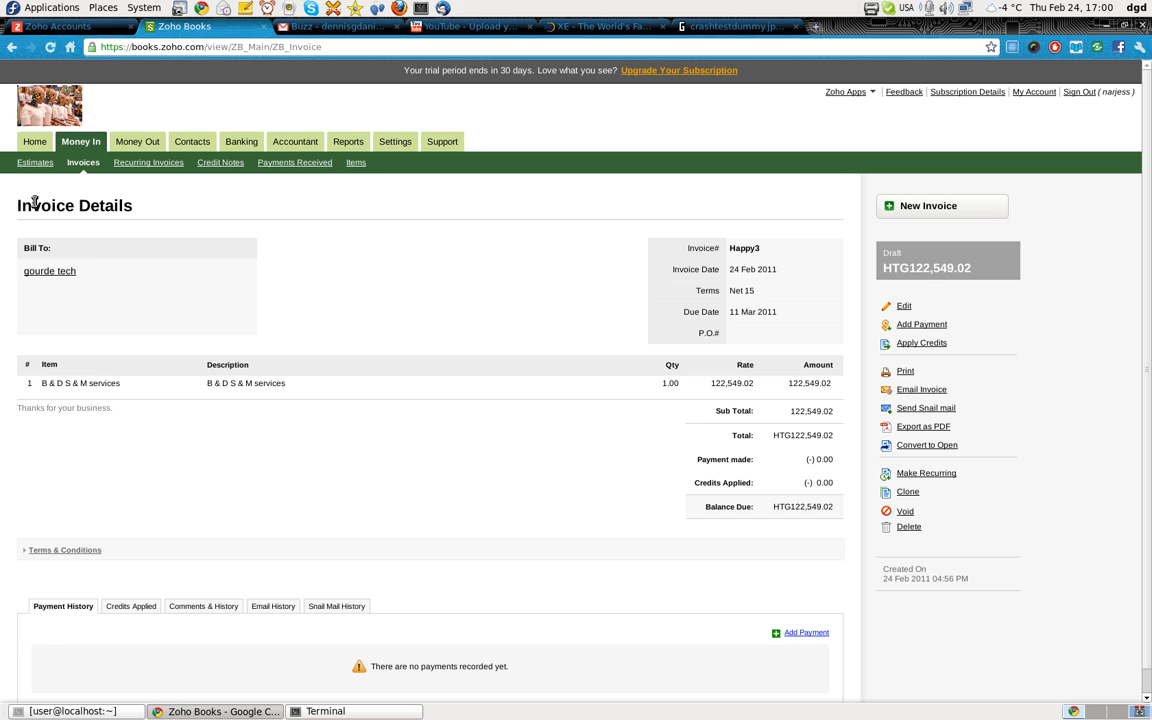 Applications Places System USA -4 °C Thu Feb 24, 17:00 dgd
Zoho Accounts Zoho Books Buzz - dennisgdani... YouTube - Upload y... XE - The World's Fa... crashtestdummy.jp...
https://books.zoho.com/view/ZB_Main/ZB_Invoice
Your trial period ends in 30 days. Love what you see? Upgrade Your Subscription
Zoho Apps Feedback Subscription Details My Account Sign Out ( narjess )
Home Money In Money Out Contacts Banking Accountant Reports Settings Support
Estimates Invoices Recurring Invoices Credit Notes Payments Received Items
Invoice Details
New Invoice
Bill To:
gourde tech
Invoice# Happy3
Invoice Date 24 Feb 2011
Terms Net 15
Due Date 11 Mar 2011
P.O.#
Draft
HTG122,549.02
Edit
Add Payment
Apply Credits
Print
Email Invoice
Send Snail mail
Export as PDF
Convert to Open
Make Recurring
Clone
Void
Delete
Created On
24 Feb 2011 04:56 PM
# Item Description Qty Rate Amount
1 B & D S & M services B & D S & M services 1.00 122,549.02 122,549.02
Thanks for your business.
Sub Total: 122,549.02
Total: HTG122,549.02
Payment made: (-) 0.00
Credits Applied: (-) 0.00
Balance Due: HTG122,549.02
Terms & Conditions
Payment History Credits Applied Comments & History Email History Snail Mail History
Add Payment
There are no payments recorded yet.
[user@localhost:~] Zoho Books - Google C... Terminal